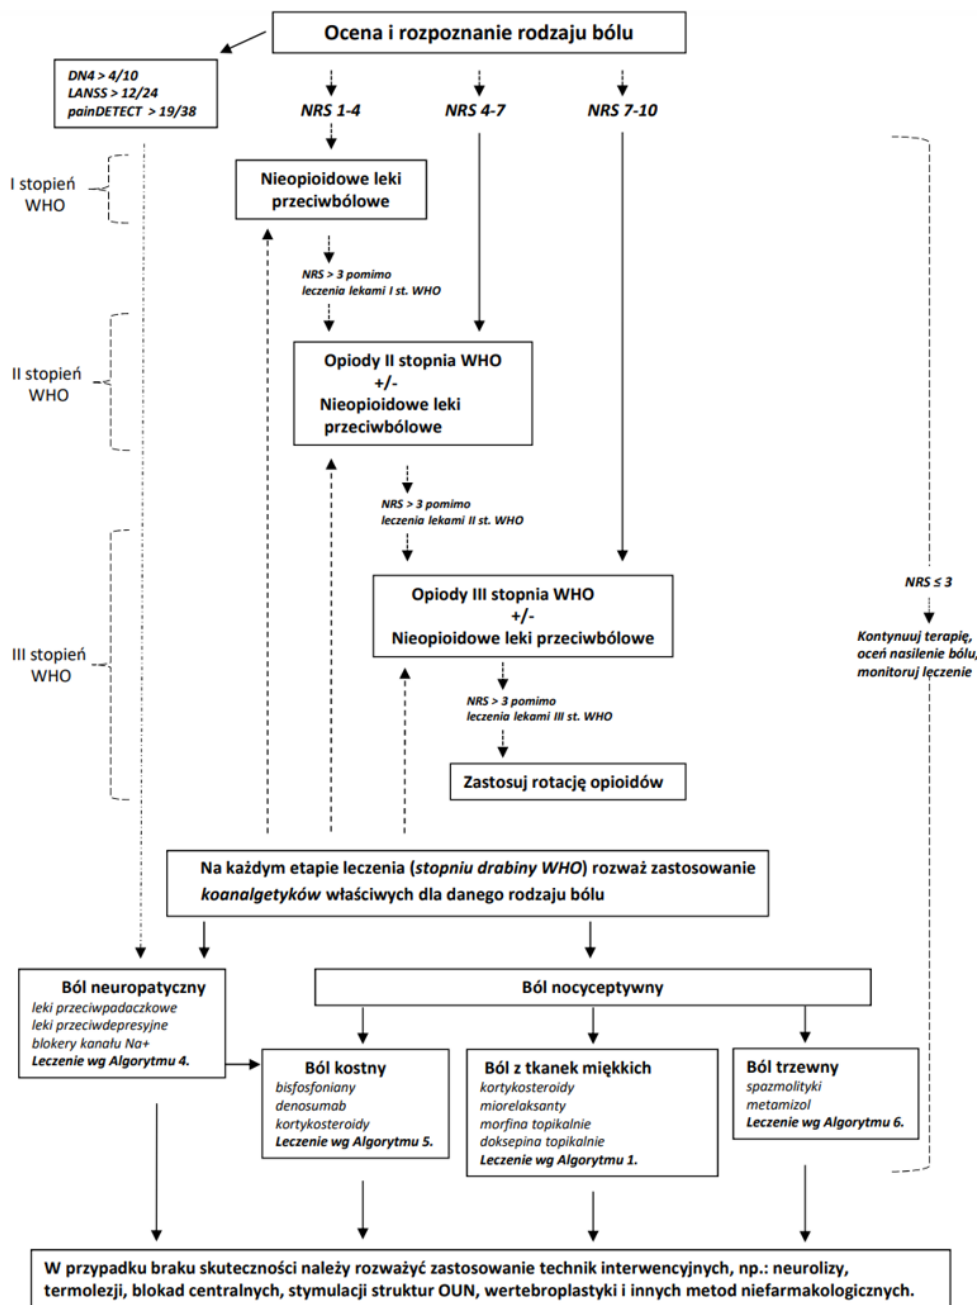 Ocena i rozpoznanie rodzaju bólu
DN4 > 4/10
LANSS > 12/24
painDETECT > 19/38
NRS 1-4
NRS 4-7
NRS 7-10
I stopień
WHO
Nieopioidowe leki
przeciwbólowe
NRS > 3 pomimo
leczenia lekami I st. WHO
II stopień
WHO
Opiody II stopnia WHO
+/-
Nieopioidowe leki
przeciwbólowe
NRS > 3 pomimo
leczenia lekami II st. WHO
III stopień
WHO
Opiody III stopnia WHO
+/-
Nieopioidowe leki przeciwbólowe
NRS > 3 pomimo
leczenia lekami III st. WHO
Zastosuj rotację opioidów
NRS ≤ 3
Kontynuuj terapię,
oceń nasilenie bólu,
monitoruj leczenie
Na każdym etapie leczenia (stopniu drabiny WHO) rozważ zastosowanie
koanalgetyków właściwych dla danego rodzaju bólu
Ból neuropatyczny
leki przeciwpadaczkowe
leki przeciwdepresyjne
blokery kanału Na+
Leczenie wg Algorytmu 4.
Ból nocyceptywny
Ból kostny
bisfosfoniany
denosumab
kortykosteroidy
Leczenie wg Algorytmu 5.
Ból z tkanek miękkich
kortykosteroidy
miorelaksanty
morfina topikalnie
doksepina topikalnie
Leczenie wg Algorytmu 1.
Ból trzewny
spazmolityki
metamizol
Leczenie wg Algorytmu 6.
W przypadku braku skuteczności należy rozważyć zastosowanie technik interwencyjnych, np.: neurolizy,
termolezji, blokad centralnych, stymulacji struktur OUN, wertebroplastyki i innych metod niefarmakologicznych.